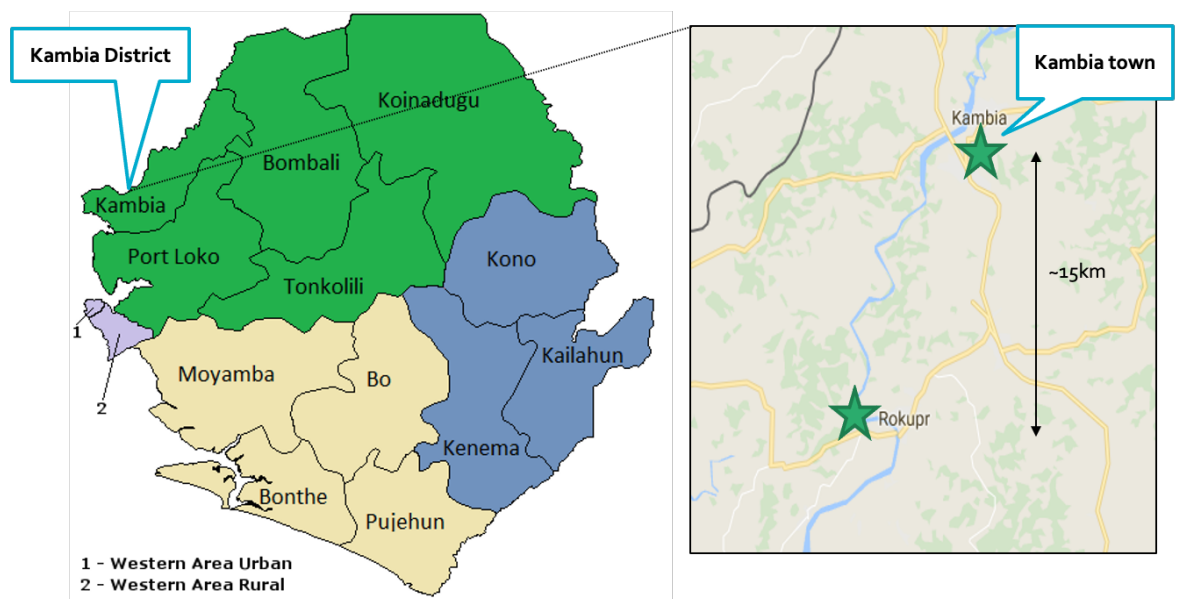 Kambia District
Koinadugu
Bombali
Kambia
Port Loko
Kono
Tonkolili
1
Kailahun
Moyamba
Bo
2
Kenema
Bonthe
Pujehun
1 - Western Area Urban
2 - Western Area Rural
Kambia town
Kambia
~15km
Rokupr